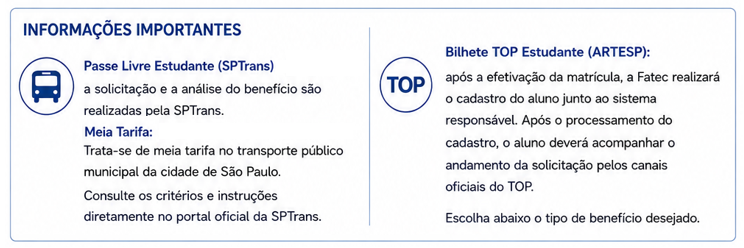 INFORMAÇÕES IMPORTANTES
Passe Livre Estudante (SPTrans)
a solicitação e a análise do benefício são
realizadas pela SPTrans.
Meia Tarifa:
Trata-se de meia tarifa no transporte público
municipal da cidade de São Paulo.
Consulte os critérios e instruções
diretamente no portal oficial da SPTrans.
TOP
Bilhete TOP Estudante (ARTESP):
após a efetivação da matrícula, a Fatec realizará
o cadastro do aluno junto ao sistema
responsável. Após o processamento do
cadastro, o aluno deverá acompanhar o
andamento da solicitação pelos canais
oficiais do TOP.
Escolha abaixo o tipo de benefício desejado.